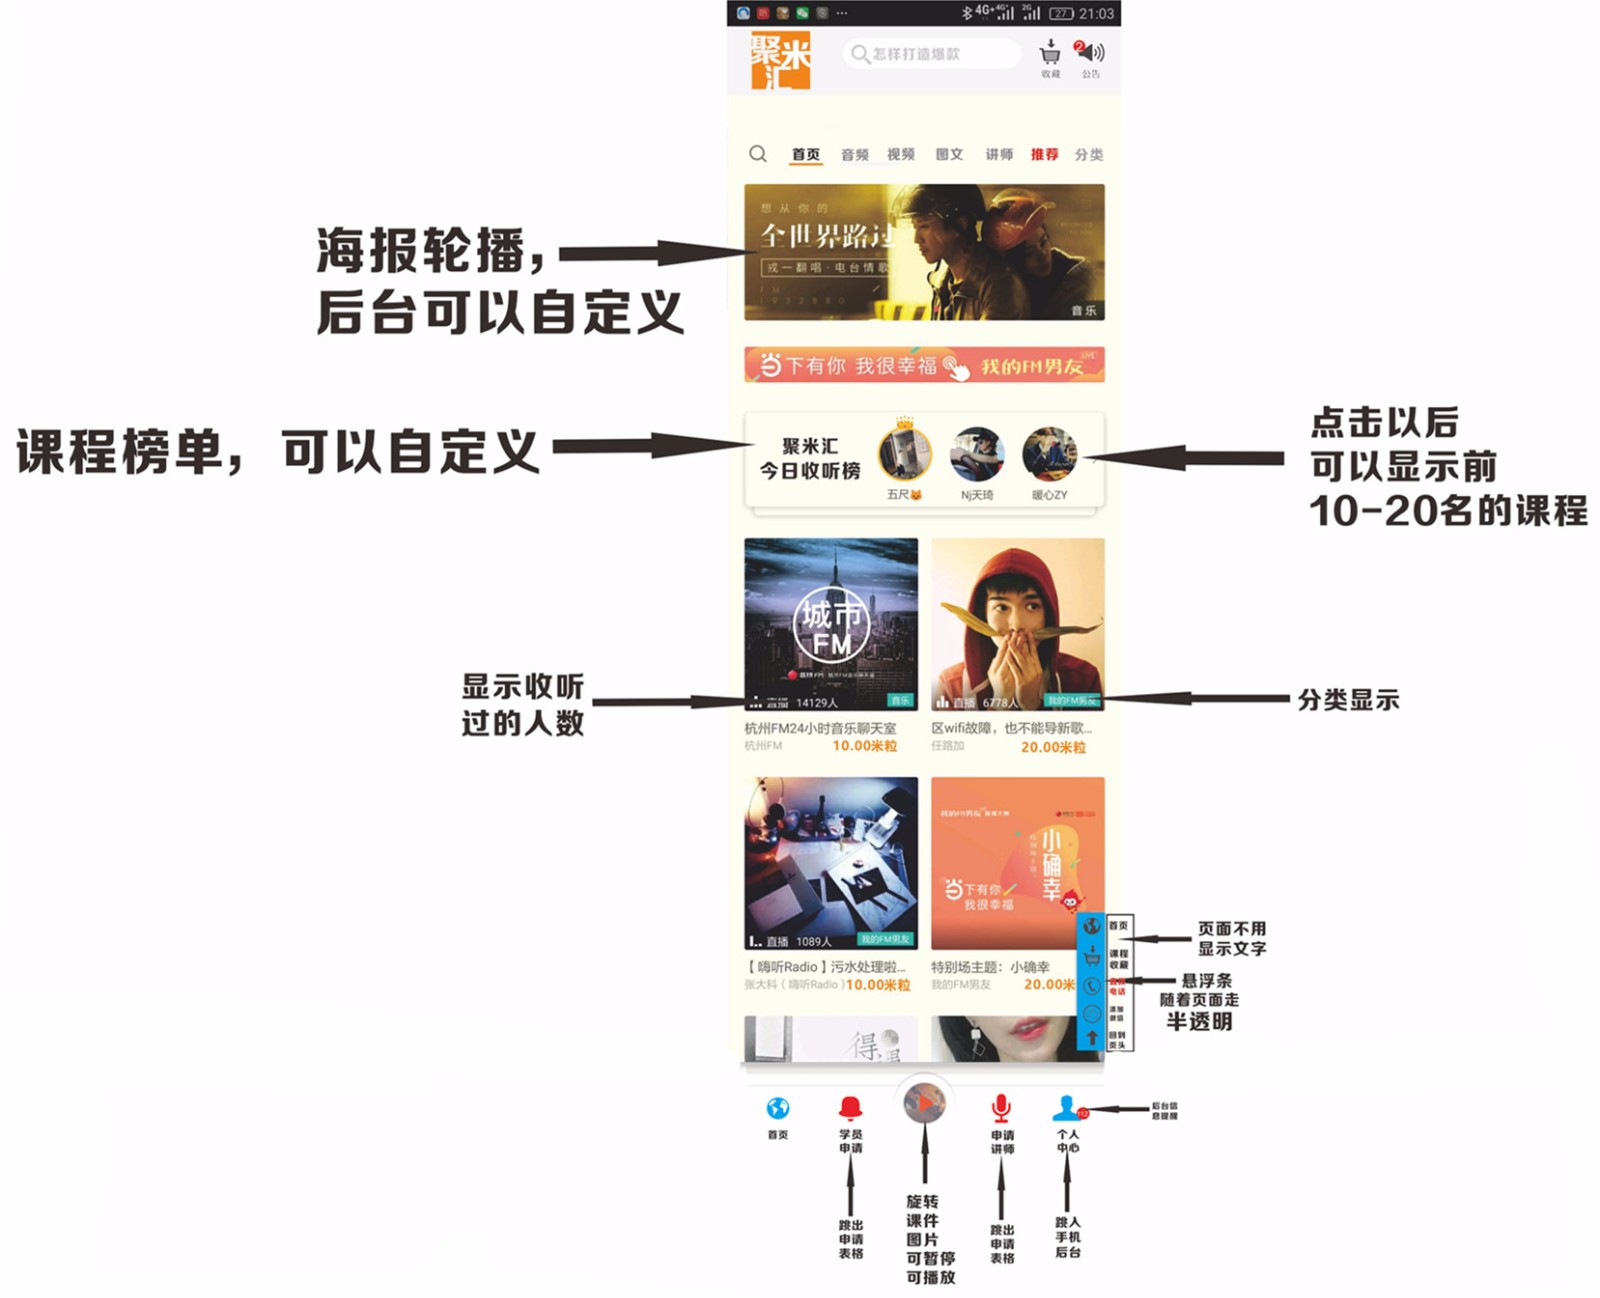 4G+ 4G+ 2G 27 21:03
聚米汇
怎样打造爆款
收藏
2
公告
首页 音频 视频 图文 讲师 推荐 分类
想从你的
全世界路过
戎一翻唱·电台情歌
FM
1932880
音乐
海报轮播,
后台可以自定义
当下有你 我很幸福 我的FM男友 LIVE
课程榜单,可以自定义
聚米汇
今日收听榜
五尺 Nj天琦 暖心ZY
点击以后
可以显示前
10-20名的课程
城市
FM
14129人 音乐
直播 6778人 我的FM男友
显示收听
过的人数
分类显示
杭州FM24小时音乐聊天室
杭州FM 10.00米粒
区wifi故障，也不能导新歌...
任路加 20.00米粒
直播 1089人 我的FM男友
我的FM男友
小确幸
当下有你
我很幸福
【嗨听Radio】污水处理啦...
张大科（嗨听Radio）10.00米粒
特别场主题：小确幸
我的FM男友 20.00米
首页
课程
收藏
电话
添加
微信
回到
页头
页面不用
显示文字
悬浮条
随着页面走
半透明
得
首页
学员
申请
申请
讲师
112
个人
中心
后台信
息提醒
跳出
申请
表格
旋转
课件
图片
可暂停
可播放
跳出
申请
表格
跳入
手机
后台